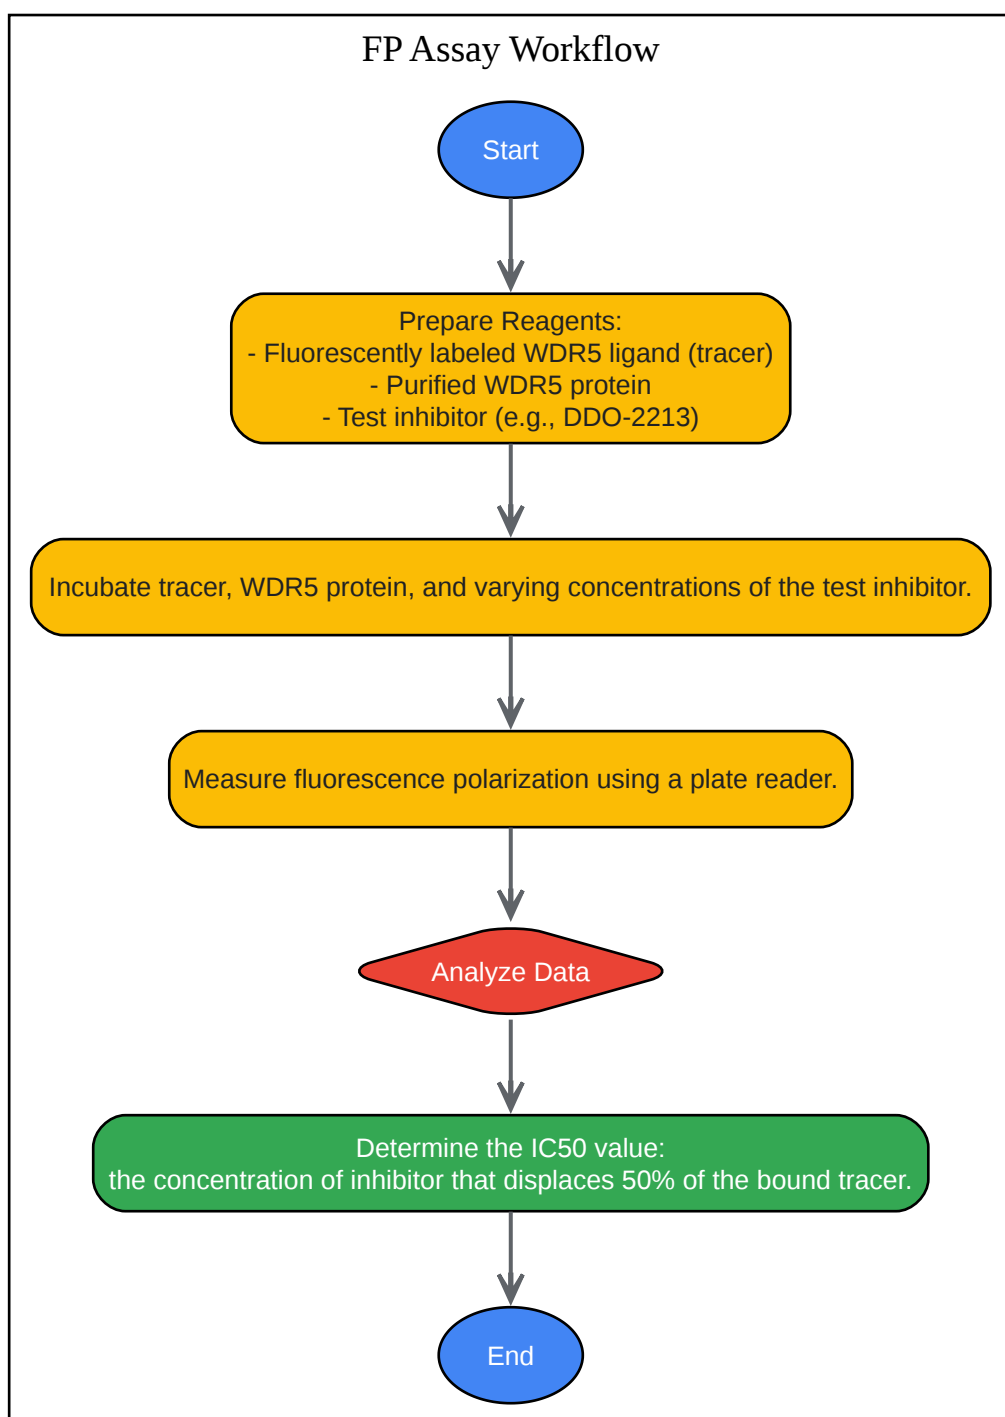 FP Assay Workflow
Start
Prepare Reagents:
- Fluorescently labeled WDR5 ligand (tracer)
- Purified WDR5 protein
- Test inhibitor (e.g., DDO-2213)
Incubate tracer, WDR5 protein, and varying concentrations of the test inhibitor.
Measure fluorescence polarization using a plate reader.
Analyze Data
Determine the IC50 value:
the concentration of inhibitor that displaces 50% of the bound tracer.
End